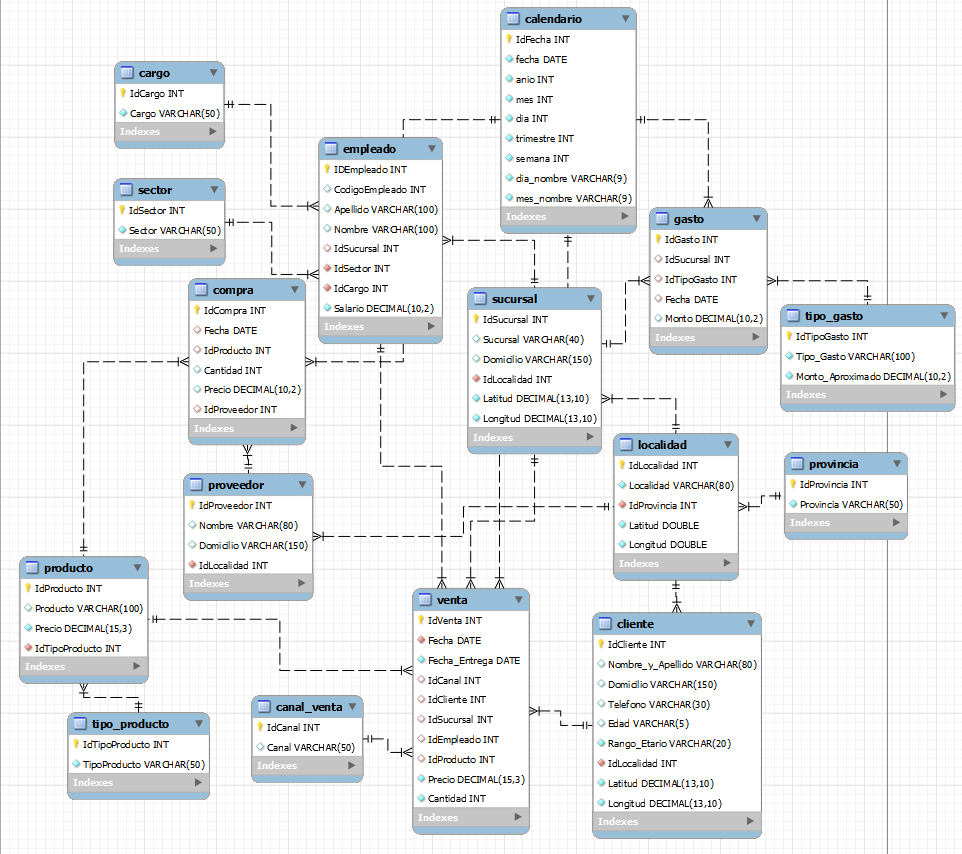 calendario
IdFecha INT
fecha DATE
anio INT
mes INT
dia INT
trimestre INT
semana INT
dia_nombre VARCHAR(9)
mes_nombre VARCHAR(9)
Indexes
cargo
IdCargo INT
Cargo VARCHAR(50)
Indexes
empleado
IDEmpleado INT
CodigoEmpleado INT
Apellido VARCHAR(100)
Nombre VARCHAR(100)
IdSucursal INT
IdSector INT
IdCargo INT
Salario DECIMAL(10,2)
Indexes
sector
IdSector INT
Sector VARCHAR(50)
Indexes
gasto
IdGasto INT
IdSucursal INT
IdTipoGasto INT
Fecha DATE
Monto DECIMAL(10,2)
Indexes
compra
IdCompra INT
Fecha DATE
IdProducto INT
Cantidad INT
Precio DECIMAL(10,2)
IdProveedor INT
Indexes
sucursal
IdSucursal INT
Sucursal VARCHAR(40)
Domicilio VARCHAR(150)
IdLocalidad INT
Latitud DECIMAL(13,10)
Longitud DECIMAL(13,10)
Indexes
tipo_gasto
IdTipoGasto INT
Tipo_Gasto VARCHAR(100)
Monto_Aproximado DECIMAL(10,2)
Indexes
localidad
IdLocalidad INT
Localidad VARCHAR(80)
IdProvincia INT
Latitud DOUBLE
Longitud DOUBLE
Indexes
provincia
IdProvincia INT
Provincia VARCHAR(50)
Indexes
proveedor
IdProveedor INT
Nombre VARCHAR(80)
Domicilio VARCHAR(150)
IdLocalidad INT
Indexes
producto
IdProducto INT
Producto VARCHAR(100)
Precio DECIMAL(15,3)
IdTipoProducto INT
Indexes
venta
IdVenta INT
Fecha DATE
Fecha_Entrega DATE
IdCanal INT
IdCliente INT
IdSucursal INT
IdEmpleado INT
IdProducto INT
Precio DECIMAL(15,3)
Cantidad INT
Indexes
cliente
IdCliente INT
Nombre_y_Apellido VARCHAR(80)
Domicilio VARCHAR(150)
Telefono VARCHAR(30)
Edad VARCHAR(5)
Rango_Etario VARCHAR(20)
IdLocalidad INT
Latitud DECIMAL(13,10)
Longitud DECIMAL(13,10)
Indexes
canal_venta
IdCanal INT
Canal VARCHAR(50)
Indexes
tipo_producto
IdTipoProducto INT
TipoProducto VARCHAR(50)
Indexes